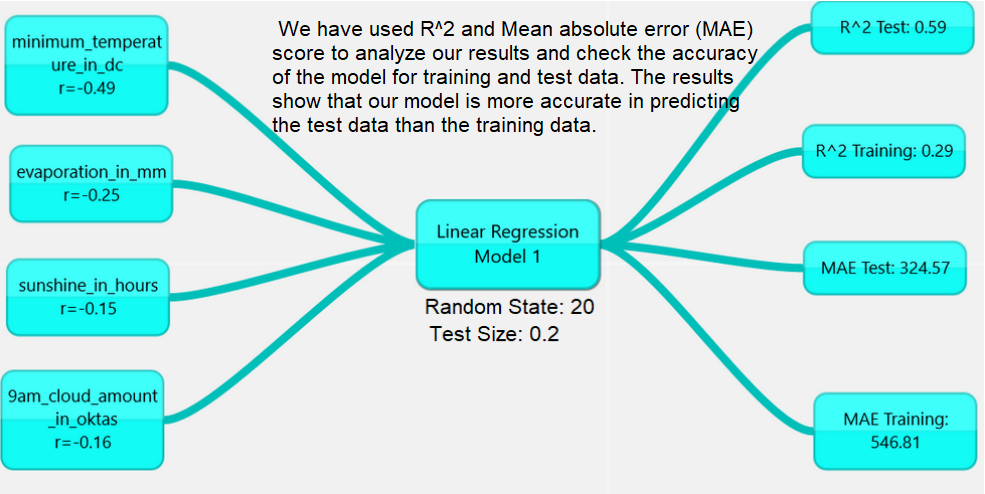 We have used R^2 and Mean absolute error (MAE)
score to analyze our results and check the accuracy
of the model for training and test data. The results
show that our model is more accurate in predicting
the test data than the training data.
minimum_temperat
ure_in_dc
r=-0.49
evaporation_in_mm
r=-0.25
sunshine_in_hours
r=-0.15
9am_cloud_amount
_in_oktas
r=-0.16
Linear Regression
Model 1
Random State: 20
Test Size: 0.2
R^2 Test: 0.59
R^2 Training: 0.29
MAE Test: 324.57
MAE Training:
546.81